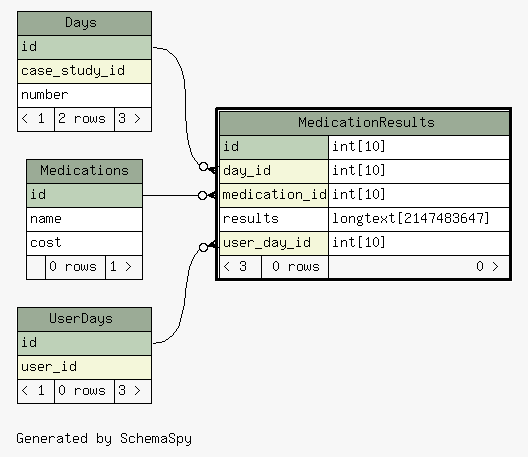 Days
id
case_study_id
number
< 1 2 rows 3 >
MedicationResults
id int[10]
day_id int[10]
medication_id int[10]
results longtext[2147483647]
user_day_id int[10]
< 3 0 rows 0 >
Medications
id
name
cost
0 rows 1 >
UserDays
id
user_id
< 1 0 rows 3 >
Generated by SchemaSpy